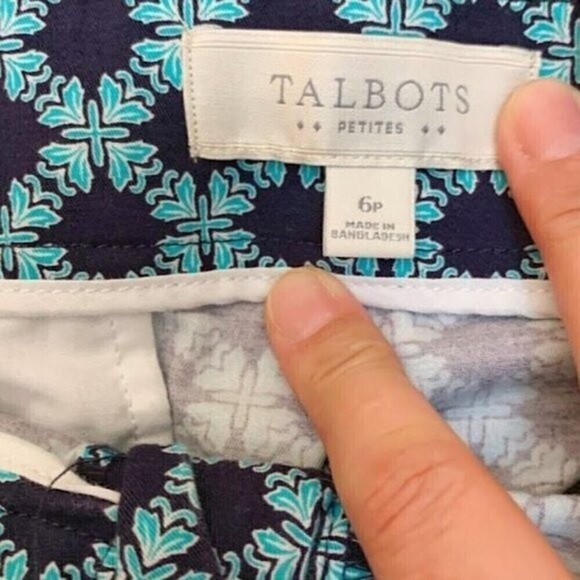 TALBOTS
PETITES
6P
MADE IN
BANGLADESH